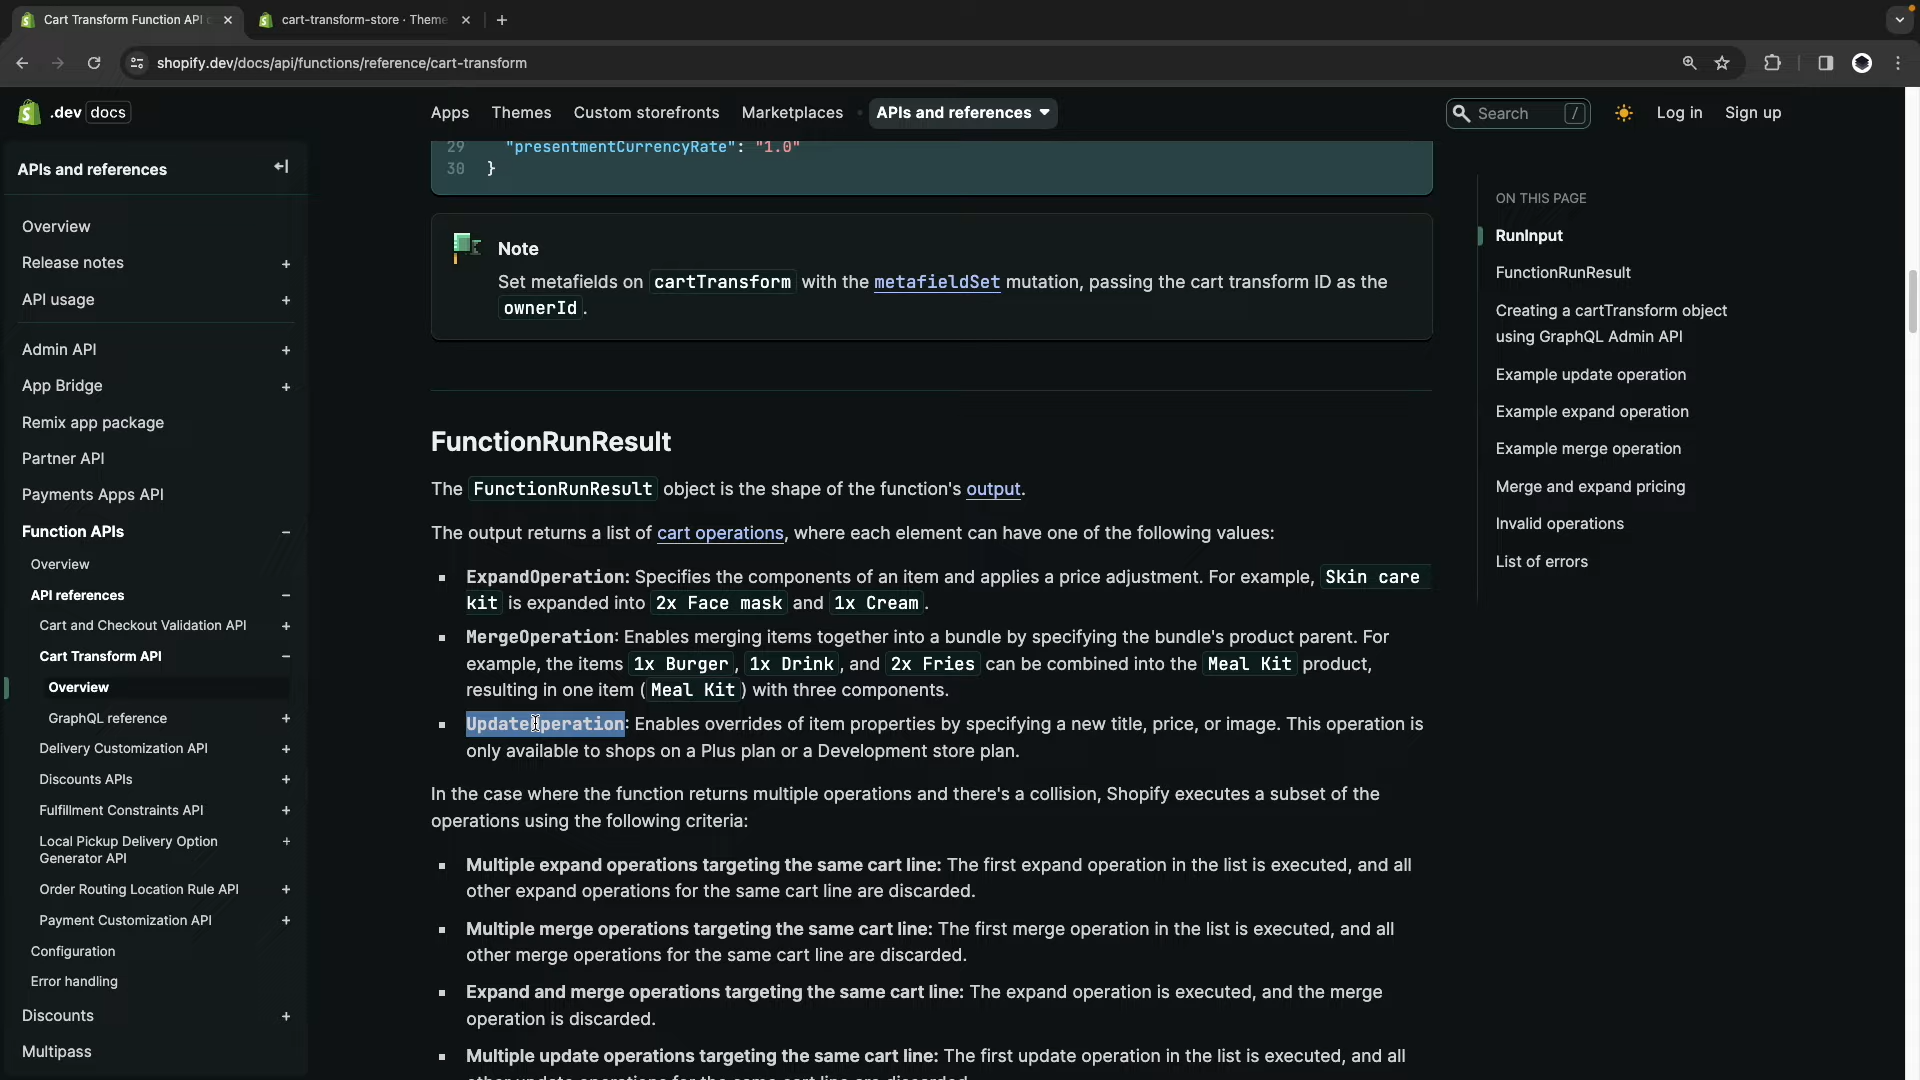 Cart Transform Function API c
cart-transform-store · Theme
shopify.dev/docs/api/functions/reference/cart-transform
.dev docs
Apps
Themes
Custom storefronts
Marketplaces
APIs and references
Search /
Log in
Sign up
APIs and references
Overview
Release notes
API usage
Admin API
App Bridge
Remix app package
Partner API
Payments Apps API
Function APIs
Overview
API references
Cart and Checkout Validation API
Cart Transform API
Overview
GraphQL reference
Delivery Customization API
Discounts APIs
Fulfillment Constraints API
Local Pickup Delivery Option
Generator API
Order Routing Location Rule API
Payment Customization API
Configuration
Error handling
Discounts
Multipass
29 "presentmentCurrencyRate": "1.0"
30 }
Note
Set metafields on cartTransform with the metafieldSet mutation, passing the cart transform ID as the
ownerId.
FunctionRunResult
The FunctionRunResult object is the shape of the function's output.
The output returns a list of cart operations, where each element can have one of the following values:
ExpandOperation: Specifies the components of an item and applies a price adjustment. For example, Skin care
kit is expanded into 2x Face mask and 1x Cream.
MergeOperation: Enables merging items together into a bundle by specifying the bundle's product parent. For
example, the items 1x Burger, 1x Drink, and 2x Fries can be combined into the Meal Kit product,
resulting in one item (Meal Kit) with three components.
UpdateOperation: Enables overrides of item properties by specifying a new title, price, or image. This operation is
only available to shops on a Plus plan or a Development store plan.
In the case where the function returns multiple operations and there's a collision, Shopify executes a subset of the
operations using the following criteria:
Multiple expand operations targeting the same cart line: The first expand operation in the list is executed, and all
other expand operations for the same cart line are discarded.
Multiple merge operations targeting the same cart line: The first merge operation in the list is executed, and all
other merge operations for the same cart line are discarded.
Expand and merge operations targeting the same cart line: The expand operation is executed, and the merge
operation is discarded.
Multiple update operations targeting the same cart line: The first update operation in the list is executed, and all
ON THIS PAGE
RunInput
FunctionRunResult
Creating a cartTransform object
using GraphQL Admin API
Example update operation
Example expand operation
Example merge operation
Merge and expand pricing
Invalid operations
List of errors